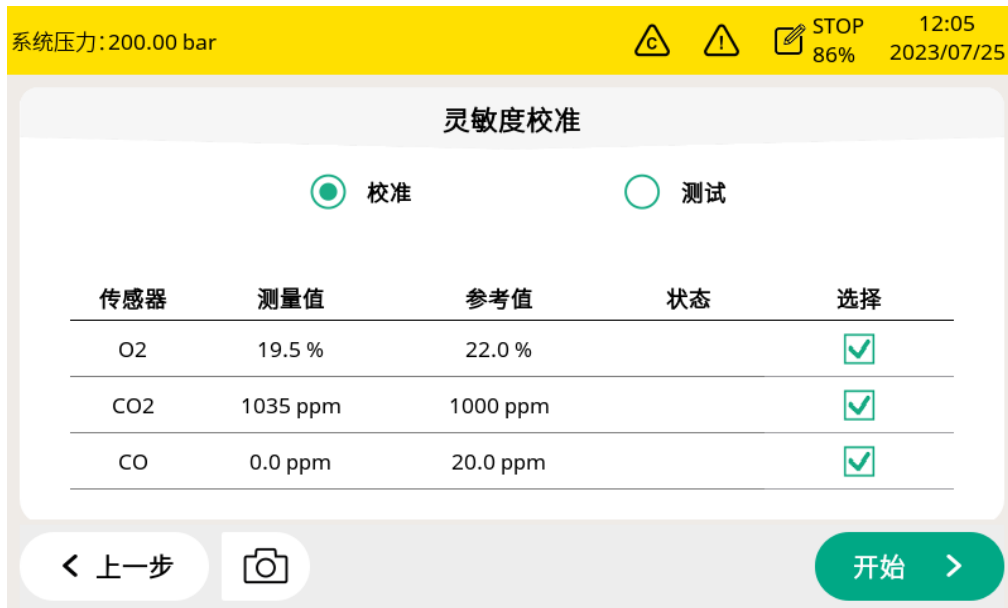 系统压力：200.00 bar
C
!
STOP
86%
12:05
2023/07/25
灵敏度校准
校准 测试
传感器 测量值 参考值 状态 选择
O2 19.5 % 22.0 %
CO2 1035 ppm 1000 ppm
CO 0.0 ppm 20.0 ppm
上一步 开始